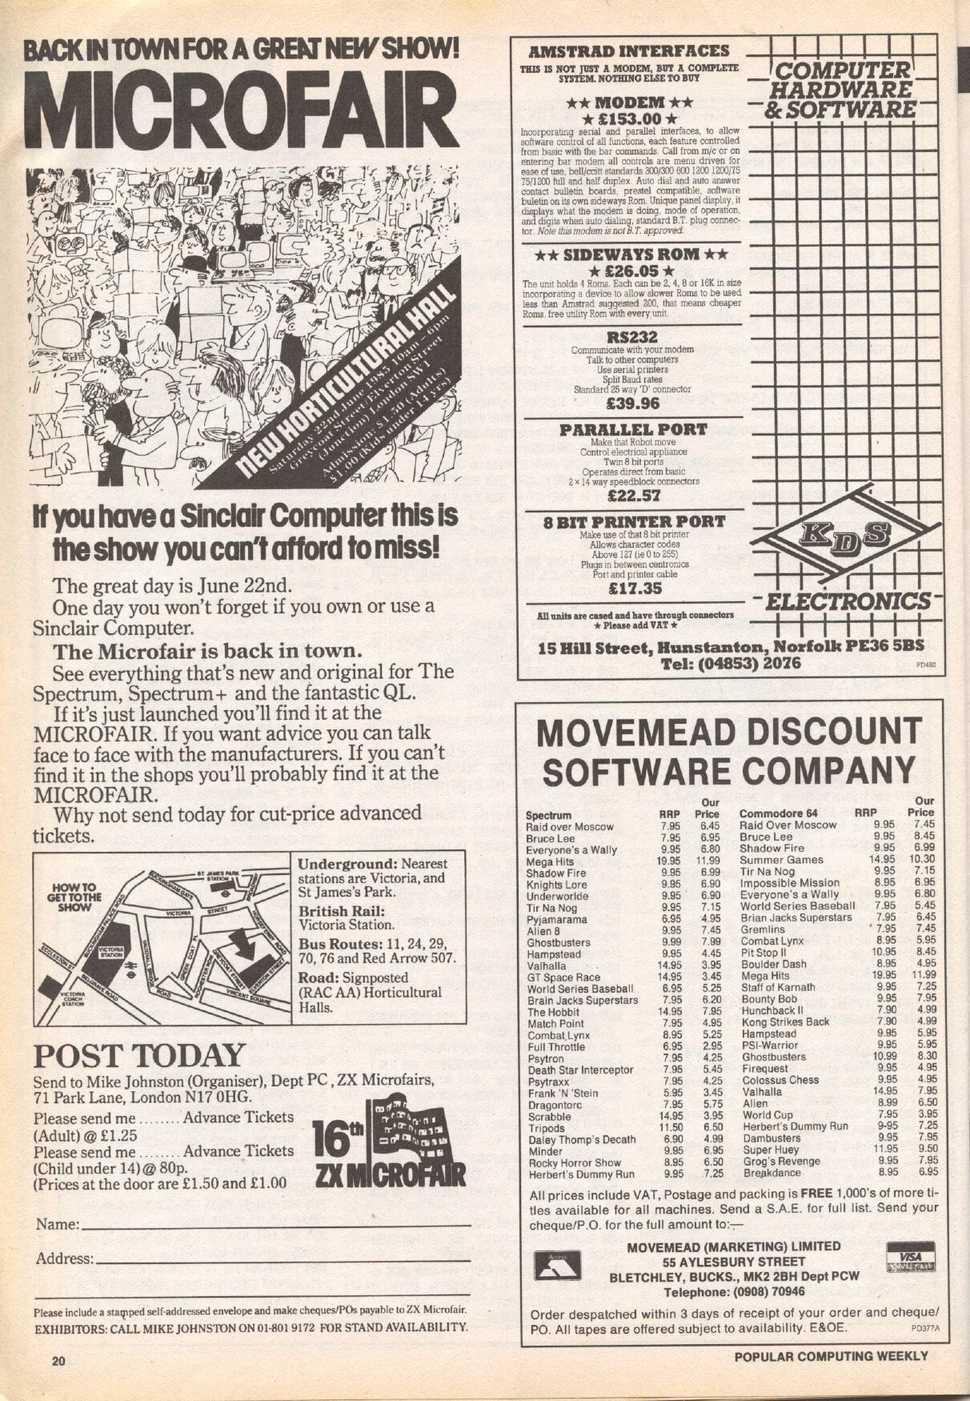 BACK IN TOWN FOR A GREAT NEW SHOW!
MICROFAIR
NEW HORTICULTURAL HALL
Saturday 22nd June 10am – 6pm
Greycoat Street
£1.00 (Kids under 14 yrs)
If you have a Sinclair Computer this is
the show you can't afford to miss!
The great day is June 22nd.
One day you won't forget if you own or use a
Sinclair Computer.
The Microfair is back in town.
See everything that's new and original for The
Spectrum, Spectrum+ and the fantastic QL.
If it's just launched you'll find it at the
MICROFAIR. If you want advice you can talk
face to face with the manufacturers. If you can't
find it in the shops you'll probably find it at the
MICROFAIR.
Why not send today for cut-price advanced
tickets.
HOW TO
GET TO THE
SHOW
ST JAMES PARK
STATION
BUCKINGHAM GATE
VICTORIA
STREET
BUCKINGHAM PALACE ROAD
VICTORIA
STATION
ECCLESTON ST
BELGRAVE ROAD
VICTORIA
COACH
STATION
VAUXHALL BRIDGE
ROAD
ROCHESTER ROW
VINCENT SQUARE
Underground: Nearest
stations are Victoria, and
St James's Park.
British Rail:
Victoria Station.
Bus Routes: 11, 24, 29,
70, 76 and Red Arrow 507.
Road: Signposted
(RAC AA) Horticultural
Halls.
POST TODAY
Send to Mike Johnston (Organiser), Dept PC , ZX Microfairs,
71 Park Lane, London N17 0HG.
Please send me ........ Advance Tickets
(Adult) @ £1.25
Please send me ........ Advance Tickets
(Child under 14) @ 80p.
(Prices at the door are £1.50 and £1.00)
16th
ZX MICROFAIR
Name:
Address:
Please include a stamped self-addressed envelope and make cheques/POs payable to ZX Microfair.
EXHIBITORS: CALL MIKE JOHNSTON ON 01-801 9172 FOR STAND AVAILABILITY.
20
AMSTRAD INTERFACES
THIS IS NOT JUST A MODEM, BUT A COMPLETE
SYSTEM. NOTHING ELSE TO BUY
★★ MODEM ★★
★ £153.00 ★
Incorporating serial and parallel interfaces, to allow
software control of all functions, each feature controlled
from basic with the bar commands. Call from m/c or on
entering bar modem all controls are menu driven for
ease of use, bell/ccitt standards 300/300 600 1200 1200/75
75/1200 full and half duplex. Auto dial and auto answer
contact bulletin boards, prestel compatible, software
buletin on its own sideways Rom. Unique panel display, it
displays what the modem is doing, mode of operation,
and digits when auto dialing, standard B.T. plug connec-
tor. Note this modem is not B.T. approved.
★★ SIDEWAYS ROM ★★
★ £26.05 ★
The unit holds 4 Roms. Each can be 2, 4, 8 or 16K in size
incorporating a device to allow slower Roms to be used
less than Amstrad suggested 200, that means cheaper
Roms. free utility Rom with every unit.
RS232
Communicate with your modem
Talk to other computers
Use serial printers
Split Baud rates
Standard 25 way 'D' connector
£39.96
PARALLEL PORT
Make that Robot move
Control electrical appliance
Twin 8 bit ports
Operates direct from basic
2 × 14 way speedblock connectors
£22.57
8 BIT PRINTER PORT
Make use of that 8 bit printer
Allows character codes
Above 127 (ie 0 to 255)
Plugs in between centronics
Port and printer cable
£17.35
All units are cased and have through connectors
★ Please add VAT ★
COMPUTER
HARDWARE
& SOFTWARE
KDS
ELECTRONICS
15 Hill Street, Hunstanton, Norfolk PE36 5BS
Tel: (04853) 2076
PD480
MOVEMEAD DISCOUNT
SOFTWARE COMPANY
Spectrum RRP Our Price
Raid over Moscow 7.95 6.45
Bruce Lee 7.95 6.95
Everyone's a Wally 9.95 6.80
Mega Hits 19.95 11.99
Shadow Fire 9.95 6.99
Knights Lore 9.95 6.90
Underworlde 9.95 6.90
Tir Na Nog 9.95 7.15
Pyjamarama 6.95 4.95
Alien 8 9.95 7.45
Ghostbusters 9.99 7.99
Hampstead 9.95 4.45
Valhalla 14.95 3.95
GT Space Race 14.95 3.45
World Series Baseball 6.95 5.25
Brain Jacks Superstars 7.95 6.20
The Hobbit 14.95 7.95
Match Point 7.95 4.95
Combat Lynx 8.95 5.25
Full Throttle 6.95 2.95
Psytron 7.95 4.25
Death Star Interceptor 7.95 5.45
Psytraxx 7.95 4.25
Frank 'N 'Stein 5.95 3.45
Dragontorc 7.95 5.75
Scrabble 14.95 3.95
Tripods 11.50 6.50
Daley Thomp's Decath 6.90 4.99
Minder 9.95 6.95
Rocky Horror Show 8.95 6.50
Herbert's Dummy Run 9.95 7.25
Commodore 64 RRP Our Price
Raid Over Moscow 9.95 7.45
Bruce Lee 9.95 8.45
Shadow Fire 9.95 6.99
Summer Games 14.95 10.30
Tir Na Nog 9.95 7.15
Impossible Mission 8.95 6.95
Everyone's a Wally 9.95 6.80
World Series Baseball 7.95 5.45
Brian Jacks Superstars 7.95 6.45
Gremlins 7.95 7.45
Combat Lynx 8.95 5.95
Pit Stop II 10.95 8.45
Boulder Dash 8.95 4.95
Mega Hits 19.95 11.99
Staff of Karnath 9.95 7.25
Bounty Bob 9.95 7.95
Hunchback II 7.90 4.99
Kong Strikes Back 7.90 4.99
Hampstead 9.95 5.95
PSI-Warrior 9.95 5.95
Ghostbusters 10.99 8.30
Firequest 9.95 4.95
Colossus Chess 9.95 4.95
Valhalla 14.95 7.95
Alien 8.99 6.50
World Cup 7.95 3.95
Herbert's Dummy Run 9-95 7.25
Dambusters 9.95 7.95
Super Huey 11.95 9.50
Grog's Revenge 9.95 7.95
Breakdance 8.95 6.95
All prices include VAT, Postage and packing is FREE 1,000's of more ti-
tles available for all machines. Send a S.A.E. for full list. Send your
cheque/P.O. for the full amount to:—
Access
VISA
MOVEMEAD (MARKETING) LIMITED
55 AYLESBURY STREET
BLETCHLEY, BUCKS., MK2 2BH Dept PCW
Telephone: (0908) 70946
Order despatched within 3 days of receipt of your order and cheque/
PO. All tapes are offered subject to availability. E&OE.
PD377A
POPULAR COMPUTING WEEKLY